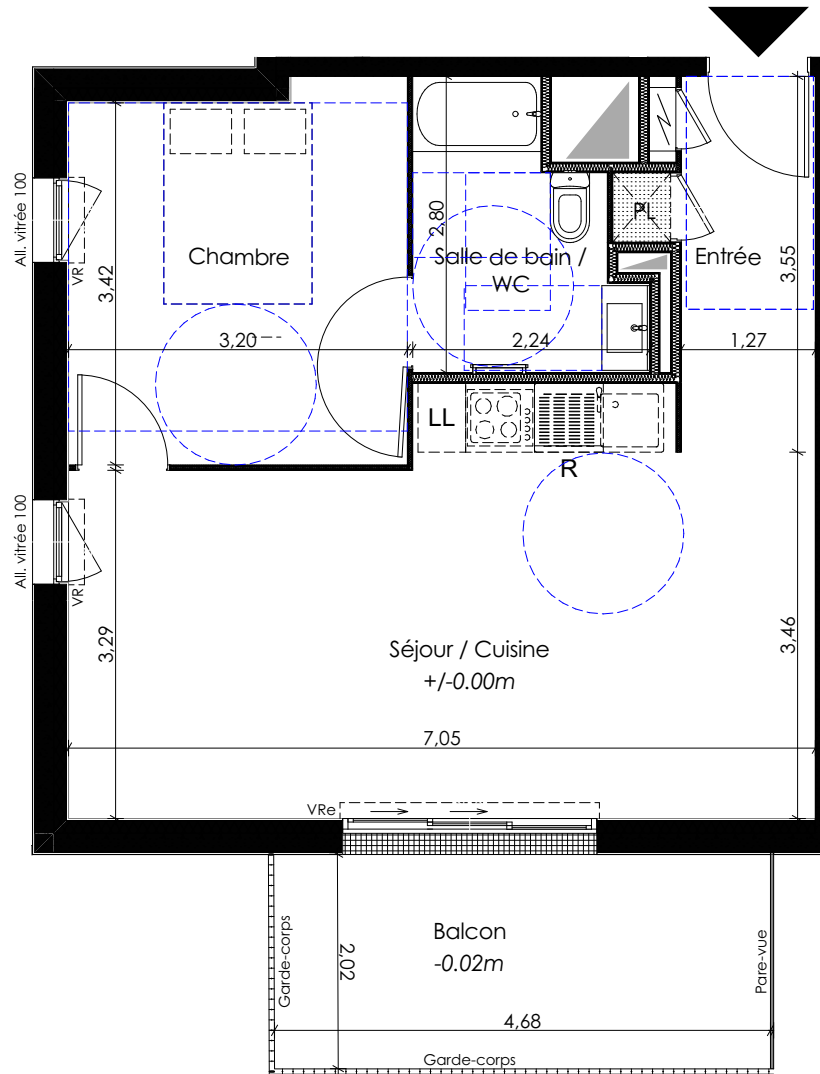 All. vitrée 100
VR
Chambre
3,42
3,20
2,80
Salle de bain /
WC
2,24
PL
Entrée
3,55
1,27
LL
R
All. vitrée 100
VR
3,29
Séjour / Cuisine
+/-0.00m
3,46
7,05
VRe
Garde-corps
2,02
Balcon
-0.02m
Pare-vue
4,68
Garde-corps